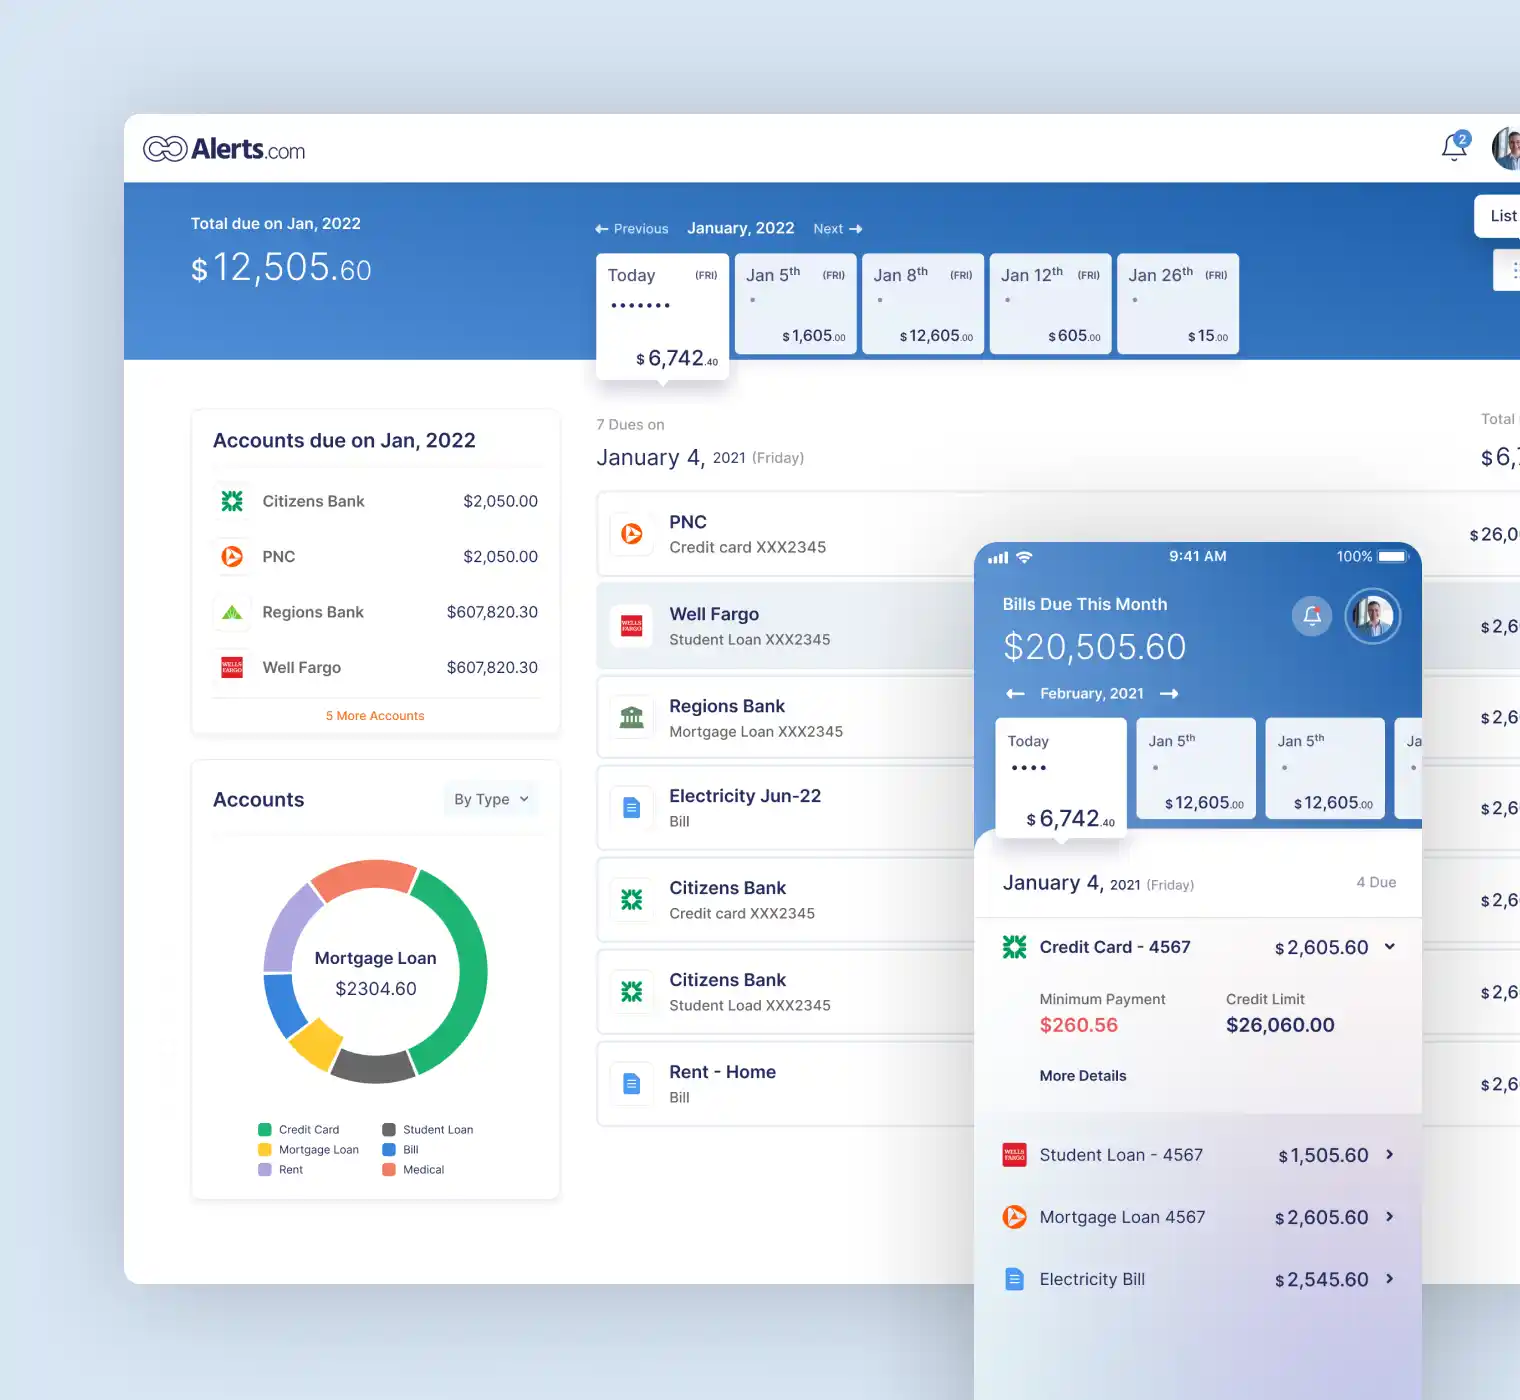 Alerts.com
2
Total due on Jan, 2022
$12,505.60
Previous January, 2022 Next
List
Today (FRI)
$6,742.40
Jan 5th (FRI)
$1,605.00
Jan 8th (FRI)
$12,605.00
Jan 12th (FRI)
$605.00
Jan 26th (FRI)
$15.00
Accounts due on Jan, 2022
Citizens Bank $2,050.00
PNC $2,050.00
Regions Bank $607,820.30
WELLS
FARGO
Well Fargo $607,820.30
5 More Accounts
Accounts
By Type
Mortgage Loan
$2304.60
Credit Card Student Loan
Mortgage Loan Bill
Rent Medical
7 Dues on
January 4, 2021 (Friday)
Total
$6,
PNC
Credit card XXX2345
$26,0
WELLS
FARGO
Well Fargo
Student Loan XXX2345
$2,6
Regions Bank
Mortgage Loan XXX2345
$2,6
Electricity Jun-22
Bill
$2,6
Citizens Bank
Credit card XXX2345
$2,6
Citizens Bank
Student Load XXX2345
$2,6
Rent - Home
Bill
$2,6
9:41 AM 100%
Bills Due This Month
$20,505.60
February, 2021
Today
$6,742.40
Jan 5th
$12,605.00
Jan 5th
$12,605.00
Ja
January 4, 2021 (Friday) 4 Due
Credit Card - 4567 $2,605.60
Minimum Payment Credit Limit
$260.56 $26,060.00
More Details
WELLS
FARGO
Student Loan - 4567 $1,505.60
Mortgage Loan 4567 $2,605.60
Electricity Bill $2,545.60